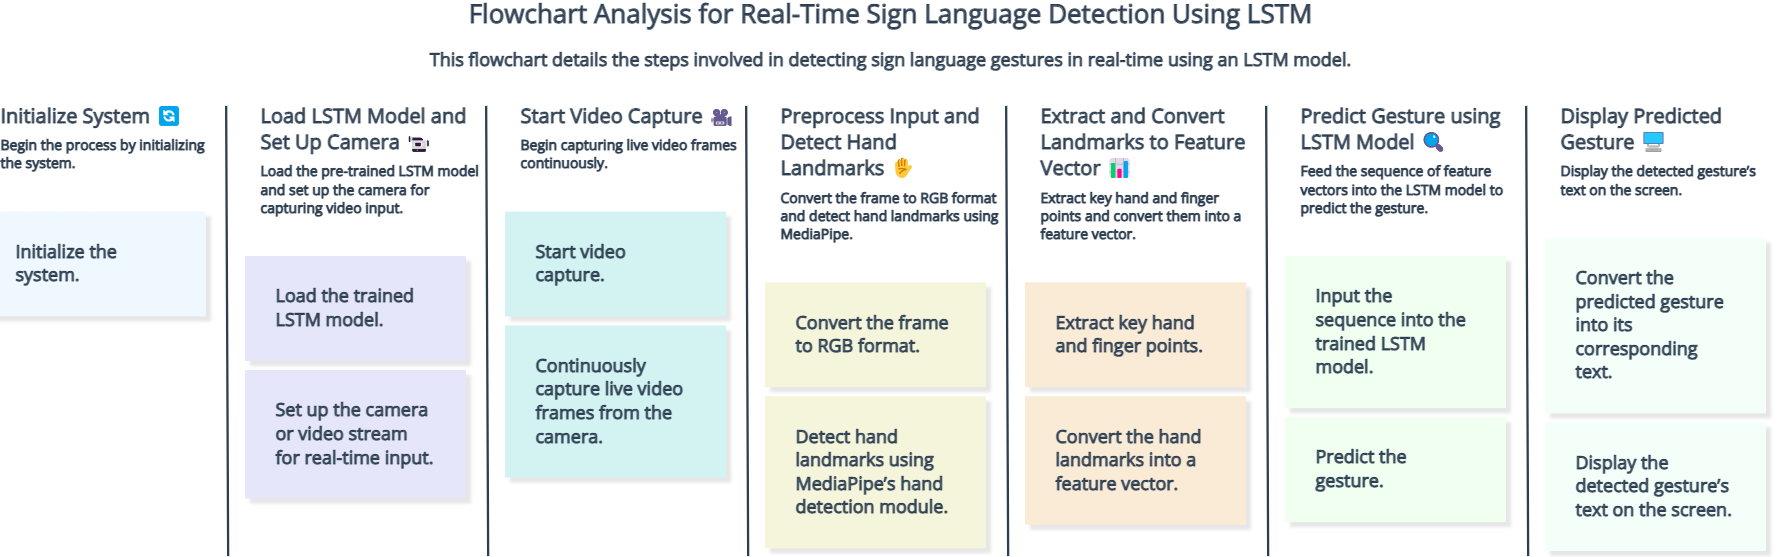 Flowchart Analysis for Real-Time Sign Language Detection Using LSTM
This flowchart details the steps involved in detecting sign language gestures in real-time using an LSTM model.
Initialize System
Begin the process by initializing
the system.
Initialize the
system.
Load LSTM Model and
Set Up Camera
Load the pre-trained LSTM model
and set up the camera for
capturing video input.
Load the trained
LSTM model.
Set up the camera
or video stream
for real-time input.
Start Video Capture
Begin capturing live video frames
continuously.
Start video
capture.
Continuously
capture live video
frames from the
camera.
Preprocess Input and
Detect Hand
Landmarks
Convert the frame to RGB format
and detect hand landmarks using
MediaPipe.
Convert the frame
to RGB format.
Detect hand
landmarks using
MediaPipe’s hand
detection module.
Extract and Convert
Landmarks to Feature
Vector
Extract key hand and finger
points and convert them into a
feature vector.
Extract key hand
and finger points.
Convert the hand
landmarks into a
feature vector.
Predict Gesture using
LSTM Model
Feed the sequence of feature
vectors into the LSTM model to
predict the gesture.
Input the
sequence into the
trained LSTM
model.
Predict the
gesture.
Display Predicted
Gesture
Display the detected gesture’s
text on the screen.
Convert the
predicted gesture
into its
corresponding
text.
Display the
detected gesture’s
text on the screen.